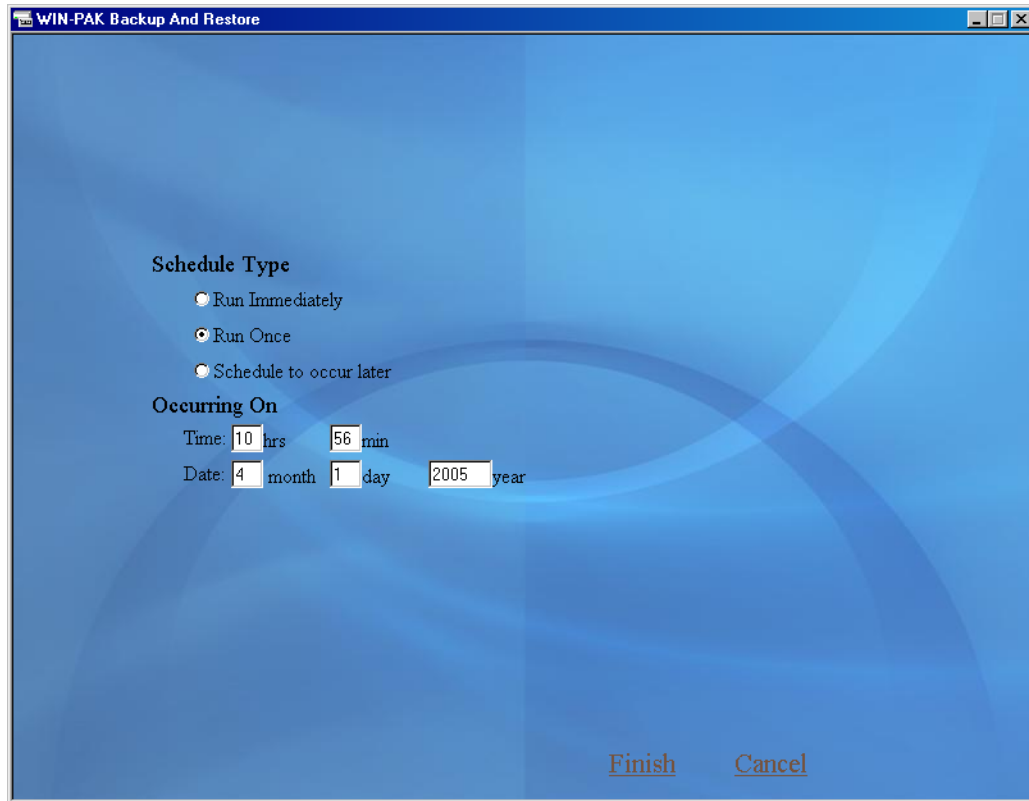 WIN-PAK Backup And Restore
Schedule Type
Run Immediately
Run Once
Schedule to occur later
Occurring On
Time: 10 hrs 56 min
Date: 4 month 1 day 2005 year
Finish Cancel